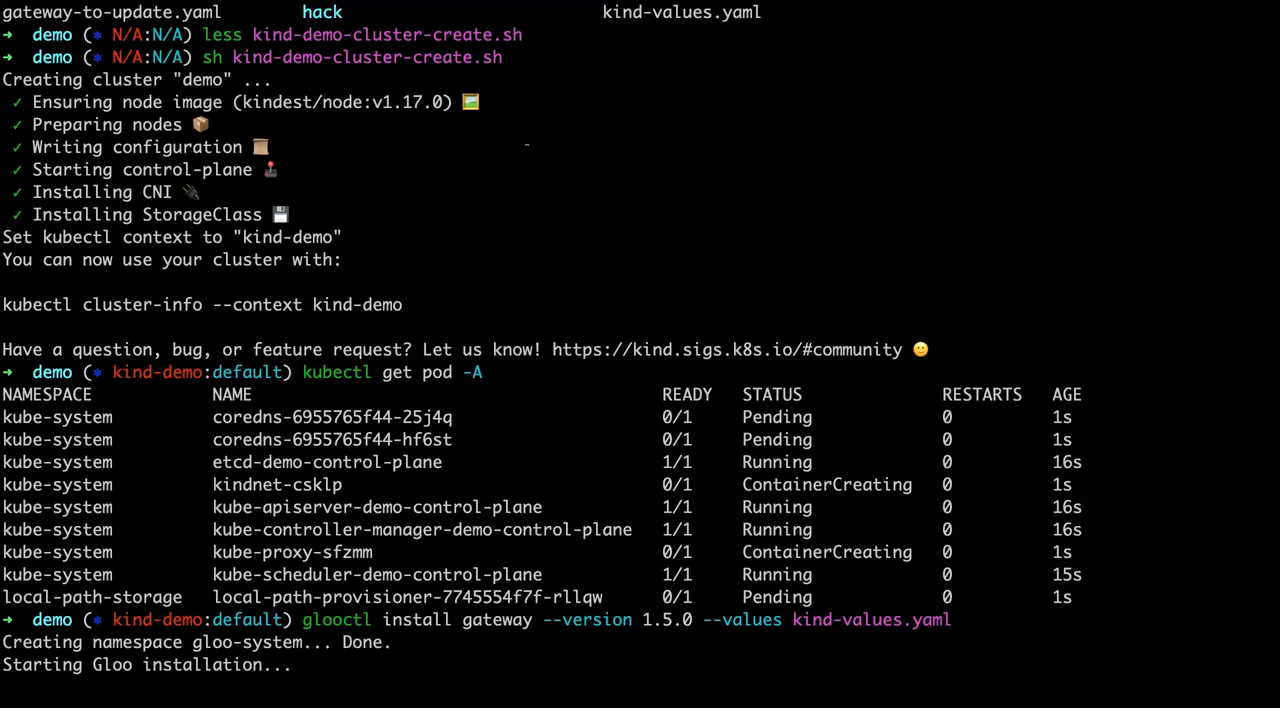 gateway-to-update.yaml hack kind-values.yaml
➜ demo (⎈ N/A:N/A) less kind-demo-cluster-create.sh
➜ demo (⎈ N/A:N/A) sh kind-demo-cluster-create.sh
Creating cluster "demo" ...
✓ Ensuring node image (kindest/node:v1.17.0) 🖼
✓ Preparing nodes 📦
✓ Writing configuration 📜
✓ Starting control-plane 🕹
✓ Installing CNI 🔌
✓ Installing StorageClass 💾
Set kubectl context to "kind-demo"
You can now use your cluster with:
kubectl cluster-info --context kind-demo
Have a question, bug, or feature request? Let us know! https://kind.sigs.k8s.io/#community 🙂
➜ demo (⎈ kind-demo:default) kubectl get pod -A
NAMESPACE NAME READY STATUS RESTARTS AGE
kube-system coredns-6955765f44-25j4q 0/1 Pending 0 1s
kube-system coredns-6955765f44-hf6st 0/1 Pending 0 1s
kube-system etcd-demo-control-plane 1/1 Running 0 16s
kube-system kindnet-csklp 0/1 ContainerCreating 0 1s
kube-system kube-apiserver-demo-control-plane 1/1 Running 0 16s
kube-system kube-controller-manager-demo-control-plane 1/1 Running 0 16s
kube-system kube-proxy-sfzmm 0/1 ContainerCreating 0 1s
kube-system kube-scheduler-demo-control-plane 1/1 Running 0 15s
local-path-storage local-path-provisioner-7745554f7f-rllqw 0/1 Pending 0 1s
➜ demo (⎈ kind-demo:default) glooctl install gateway --version 1.5.0 --values kind-values.yaml
Creating namespace gloo-system... Done.
Starting Gloo installation...